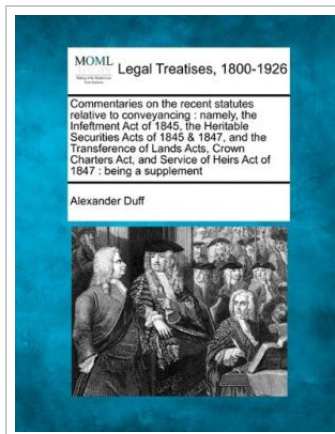 MOML
Legal Treatises, 1800-1926
Commentaries on the recent statutes
relative to conveyancing : namely, the
Infeftment Act of 1845, the Heritable
Securities Acts of 1845 & 1847, and the
Transference of Lands Acts, Crown
Charters Act, and Service of Heirs Act of
1847 : being a supplement
Alexander Duff